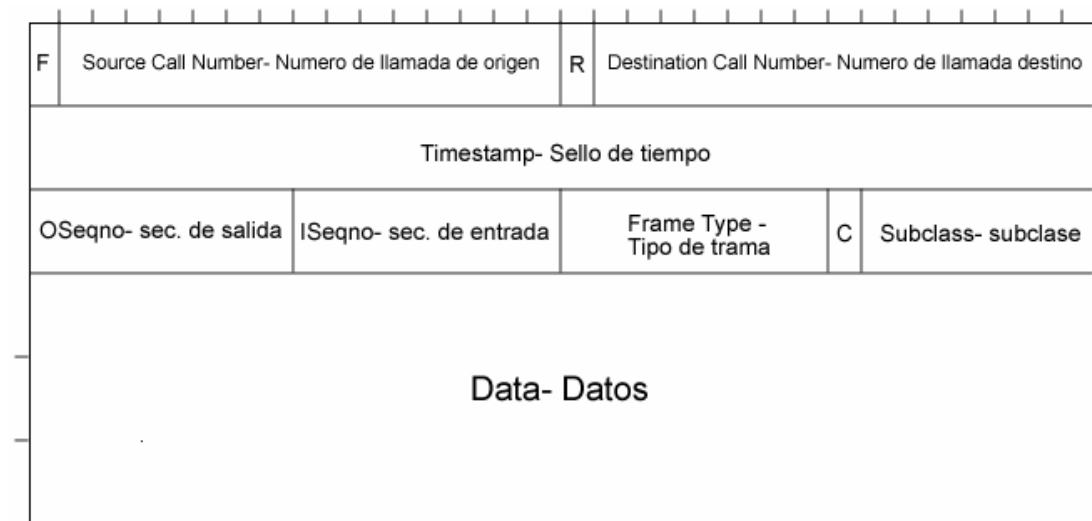 F
Source Call Number- Numero de llamada de origen
R
Destination Call Number- Numero de llamada destino
Timestamp- Sello de tiempo
OSeqno- sec. de salida
ISeqno- sec. de entrada
Frame Type -
Tipo de trama
C
Subclass- subclase
Data- Datos